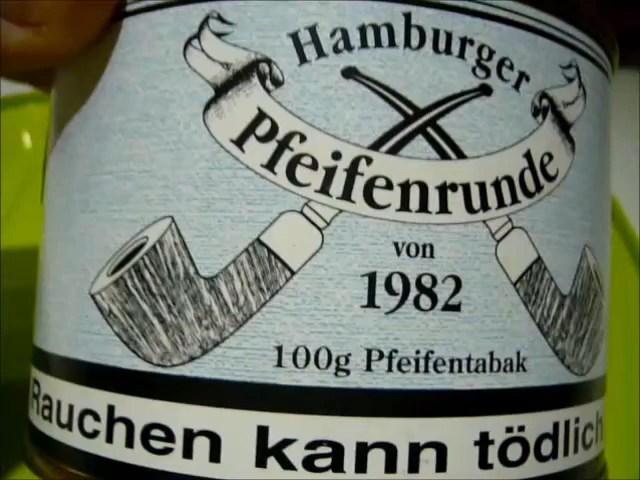 Hamburger
Pfeifenrunde
von
1982
100g Pfeifentabak
Rauchen kann tödlich